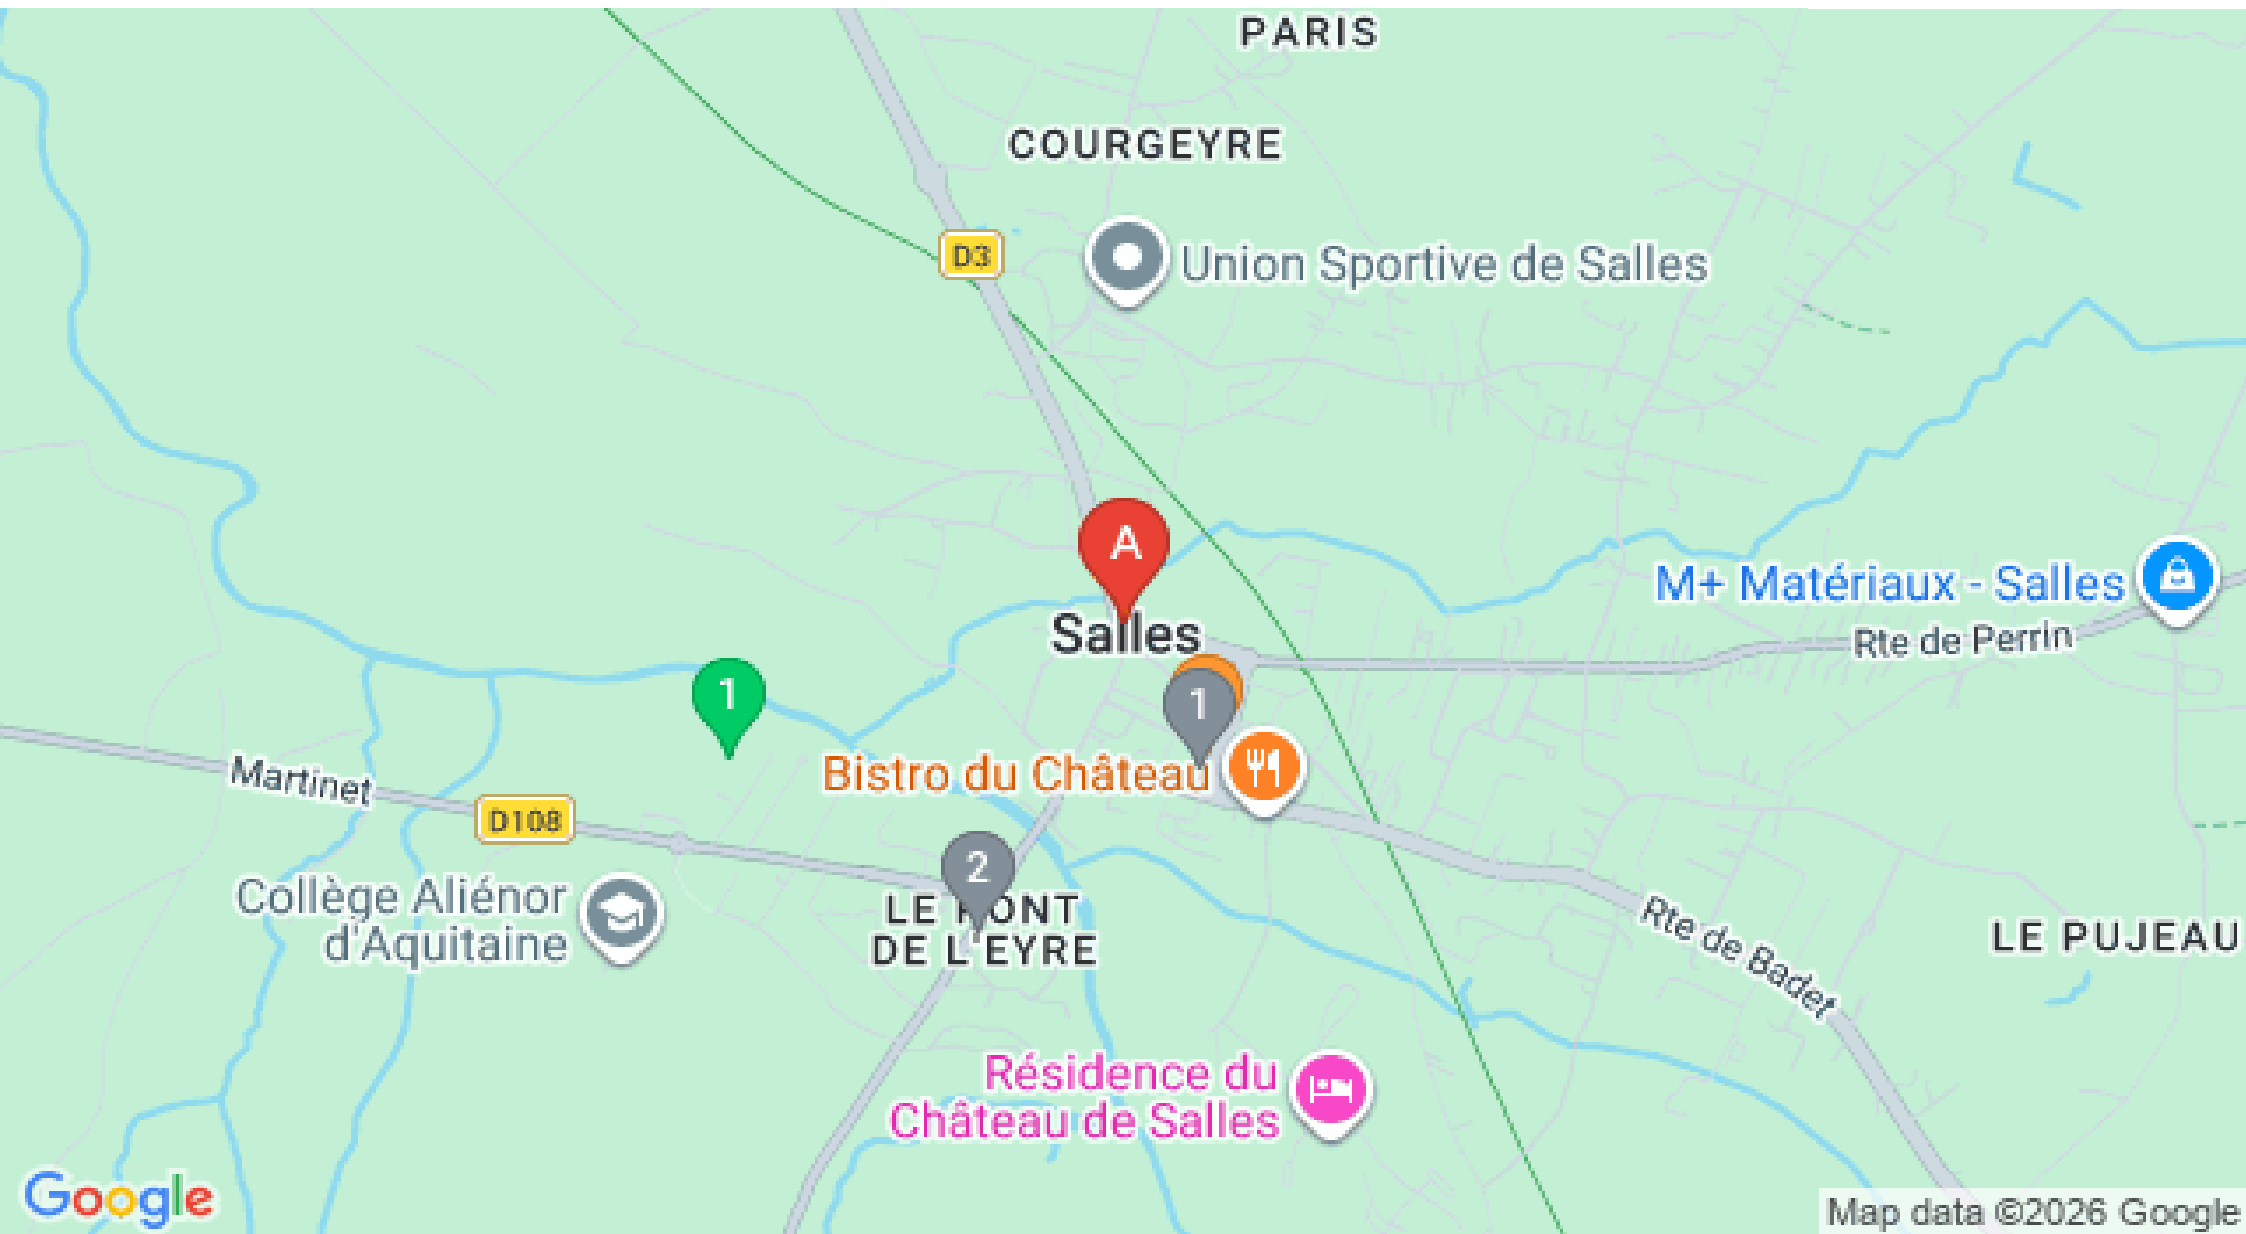 PARIS
COURGEYRE
D3
Union Sportive de Salles
A
Salles
M+ Matériaux - Salles
Rte de Perrin
1
1
Bistro du Château
Martinet
D108
2
LE PONT
DE L'EYRE
Collège Aliénor
d'Aquitaine
Rte de Badet
LE PUJEAU
Résidence du
Château de Salles
Google
Map data ©2026 Google